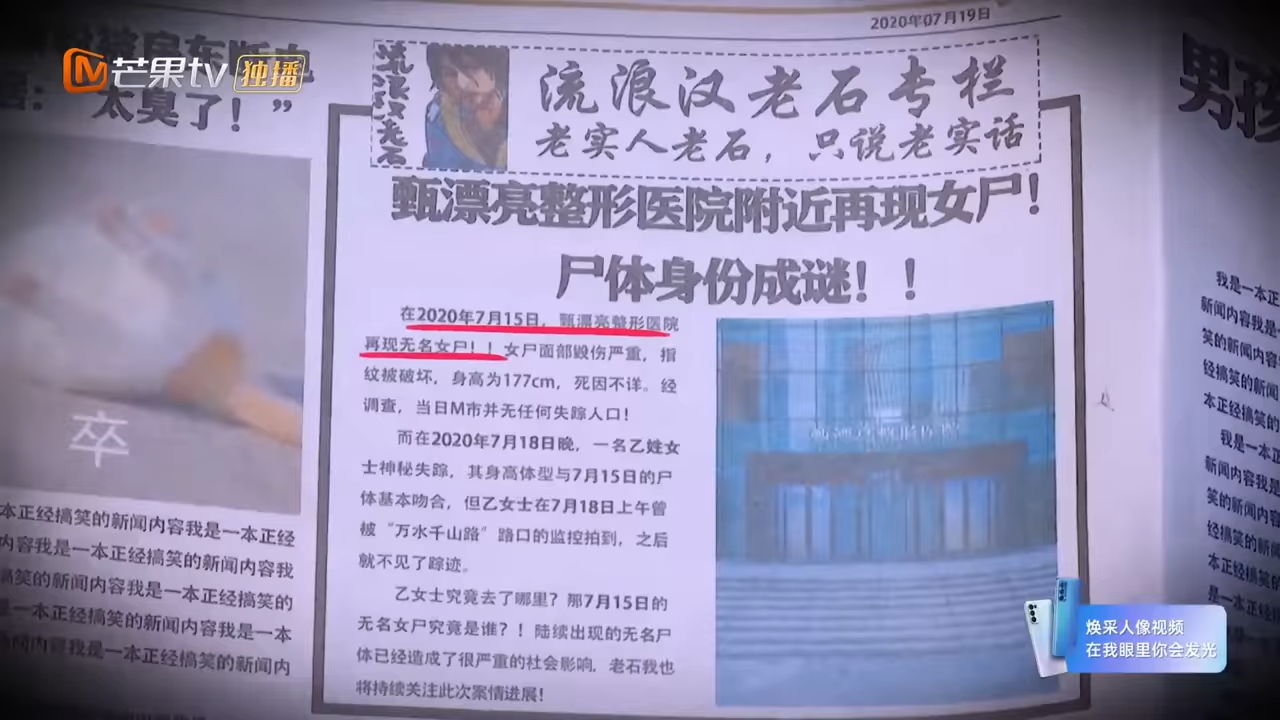 芒果tv 独播
2020年07月19日
太臭了！”
流浪汉老石
流浪汉老石专栏
老实人老石，只说老实话
甄漂亮整形医院附近再现女尸！
尸体身份成谜！！
在2020年7月15日，甄漂亮整形医院
再现无名女尸！！女尸面部毁伤严重，指
纹被破坏，身高为177cm，死因不详。经
调查，当日M市并无任何失踪人口！
而在2020年7月18日晚，一名乙姓女
士神秘失踪，其身高体型与7月15日的尸
体基本吻合，但乙女士在7月18日上午曾
被“万水千山路”路口的监控拍到，之后
就不见了踪迹。
乙女士究竟去了哪里？那7月15日的
无名女尸究竟是谁？！陆续出现的无名尸
体已经造成了很严重的社会影响，老石我也
将持续关注此次案情进展！
卒
本正经搞笑的新闻内容我是一本正经
内容我是一本正经搞笑的新闻内容我
搞笑的新闻内容我是一本正经搞笑的
一本正经搞笑的新闻内容我是一本
闻内容我是一本正经搞笑的新闻内
男孩
我是一本正
新闻内容我是
笑的新闻内容
经搞笑的新闻
本正经搞笑的
我是一本正
新闻内容我是
笑的新闻内容
经搞笑的新
本正经搞笑
是一本正经
焕采人像视频
在我眼里你会发光